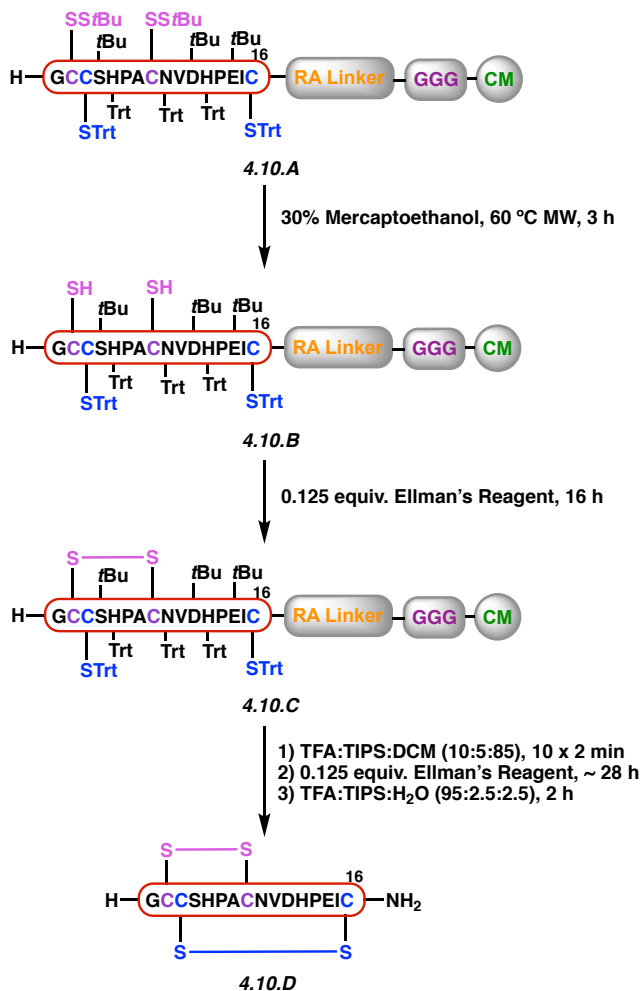 SStBu SStBu
tBu tBu tBu
16
H GCCSHPACNVDHPEIC RA Linker GGG CM
Trt Trt Trt
STrt STrt
4.10.A
30% Mercaptoethanol, 60 ºC MW, 3 h
SH SH
tBu tBu tBu
16
H GCCSHPACNVDHPEIC RA Linker GGG CM
Trt Trt Trt
STrt STrt
4.10.B
0.125 equiv. Ellman's Reagent, 16 h
S S
tBu tBu tBu
16
H GCCSHPACNVDHPEIC RA Linker GGG CM
Trt Trt Trt
STrt STrt
4.10.C
1) TFA:TIPS:DCM (10:5:85), 10 x 2 min
2) 0.125 equiv. Ellman's Reagent, ~ 28 h
3) TFA:TIPS:H2O (95:2.5:2.5), 2 h
S S
16
H GCCSHPACNVDHPEIC NH2
S S
4.10.D